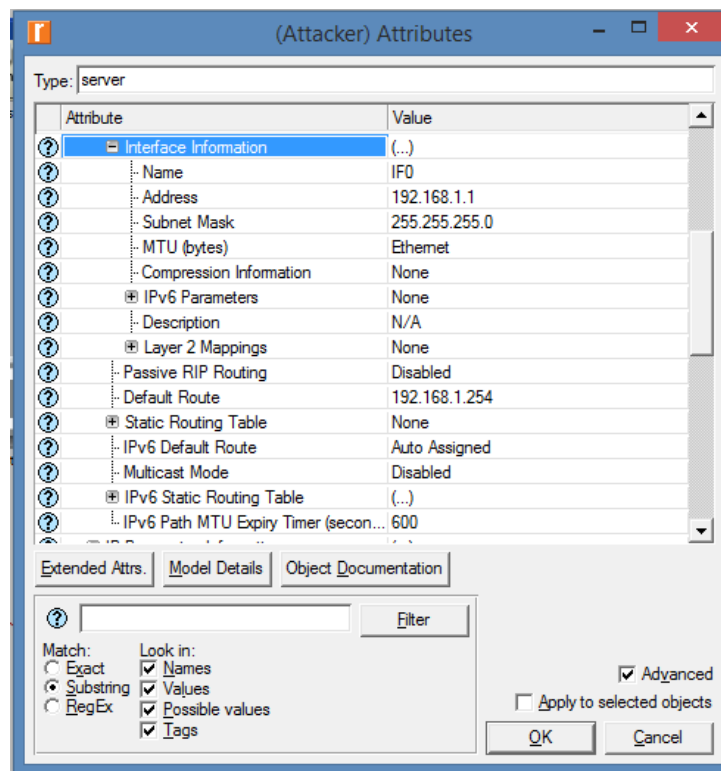 (Attacker) Attributes
Type: server
Attribute Value
Interface Information (...)
Name IF0
Address 192.168.1.1
Subnet Mask 255.255.255.0
MTU (bytes) Ethernet
Compression Information None
IPv6 Parameters None
Description N/A
Layer 2 Mappings None
Passive RIP Routing Disabled
Default Route 192.168.1.254
Static Routing Table None
IPv6 Default Route Auto Assigned
Multicast Mode Disabled
IPv6 Static Routing Table (...)
IPv6 Path MTU Expiry Timer (secon... 600
Extended Attrs. Model Details Object Documentation
Filter
Match: Look in:
Exact Names
Substring Values
RegEx Possible values
Tags
Advanced
Apply to selected objects
OK Cancel